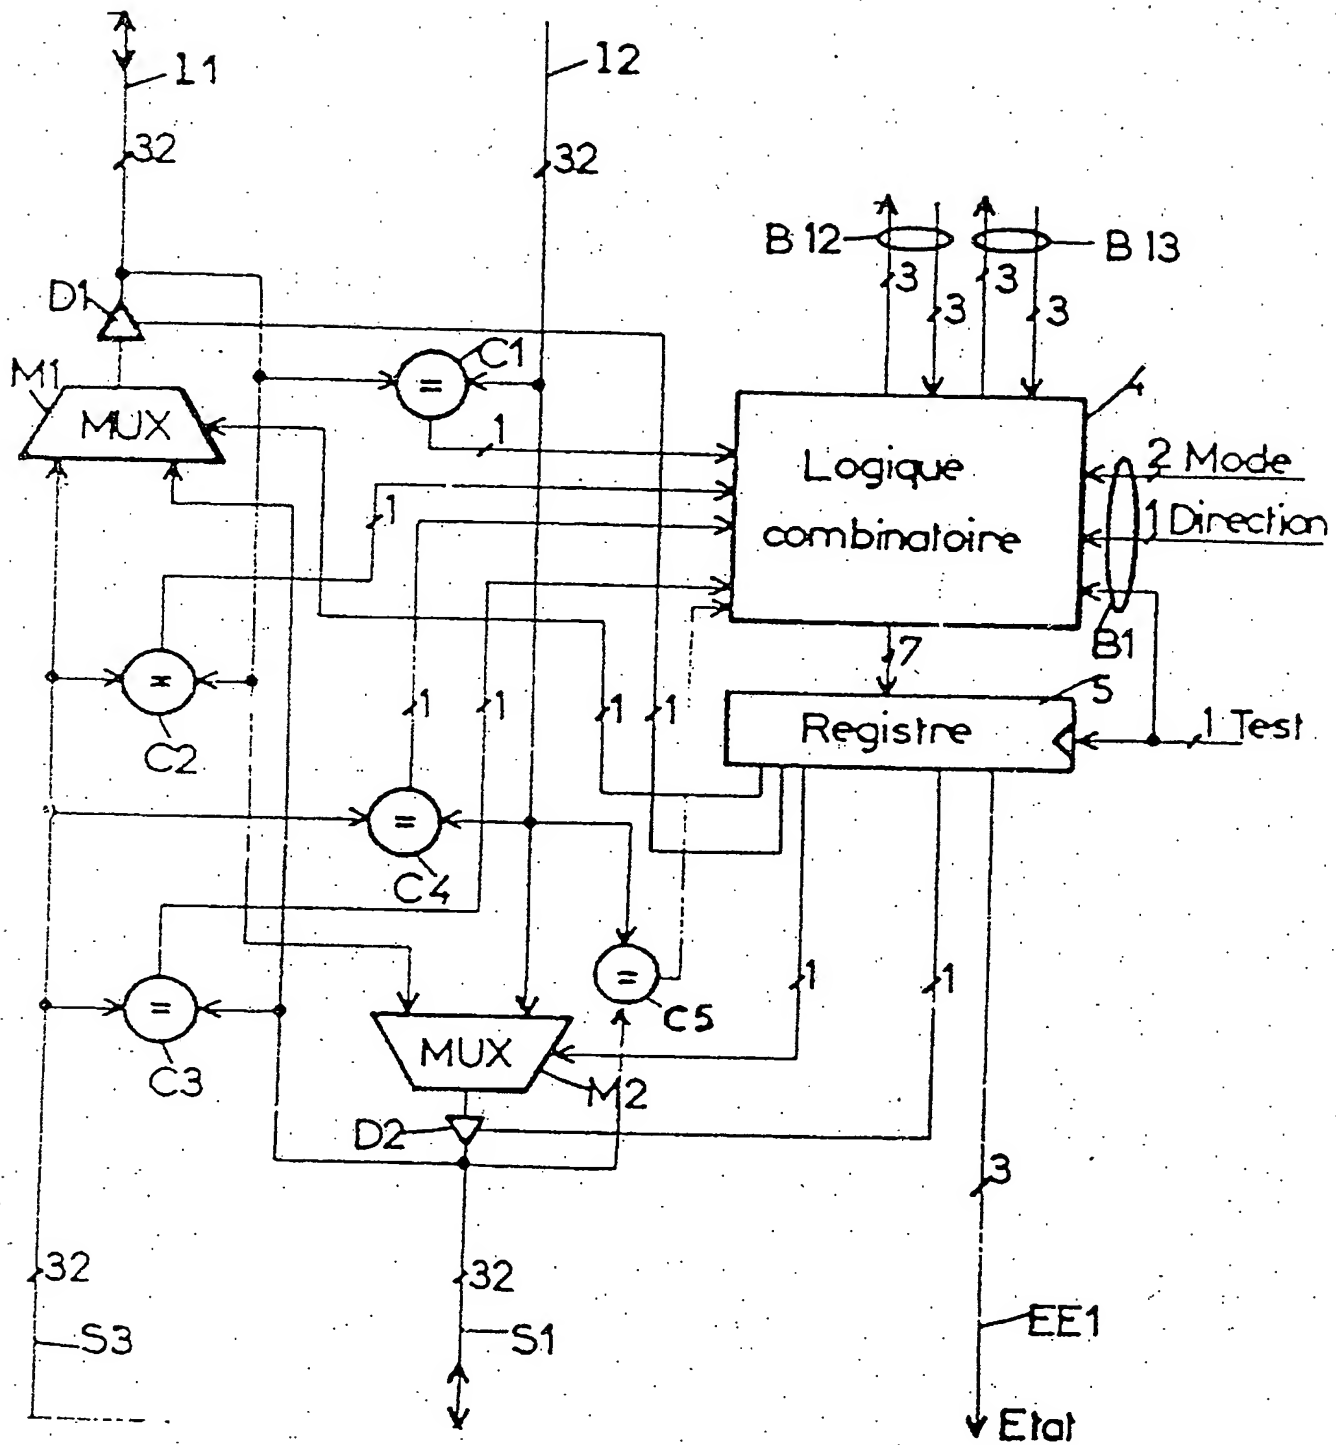 I1
I2
32
32
B12
B13
3
3
3
3
D1
C1
M1
=
MUX
1
4
Logique
combinatoire
2 Mode
1 Direction
1
B1
7
5
=
C2
1
1
1
1
Registre
1 Test
=
C4
=
C3
=
C5
1
1
MUX
M2
D2
3
32
32
S3
S1
EE1
Etat